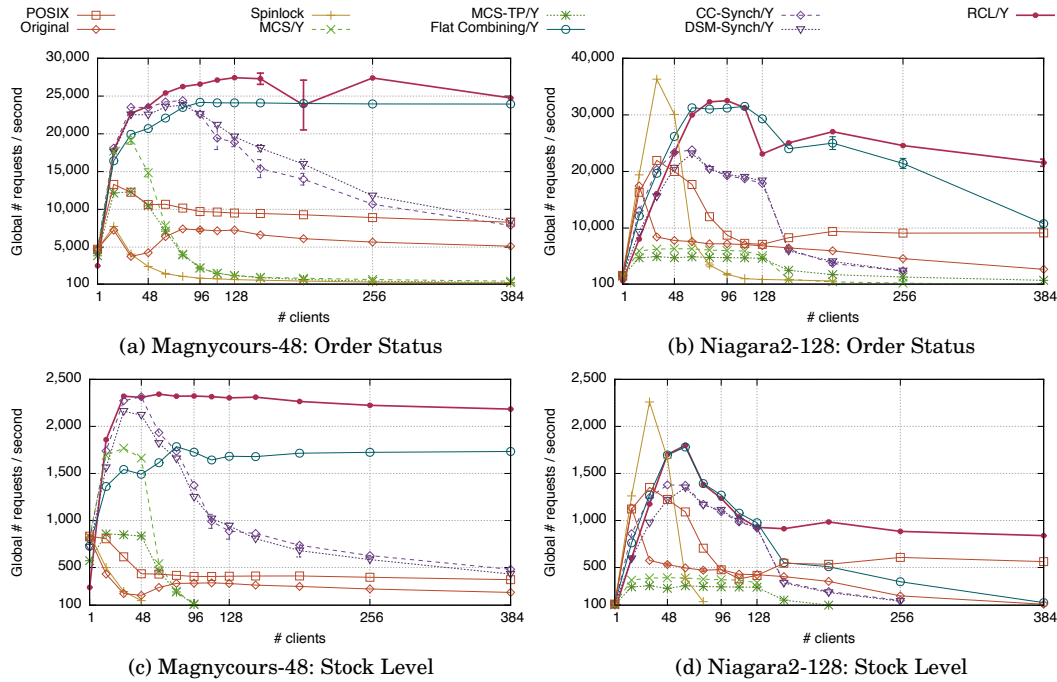 POSIX Spinlock MCS-TP/Y CC-Synch/Y RCL/Y
Original MCS/Y Flat Combining/Y DSM-Synch/Y
Global # requests / second
30,000
25,000
20,000
15,000
10,000
5,000
100
1 48 96 128 256 384
# clients
(a) Magnycours-48: Order Status
Global # requests / second
40,000
30,000
20,000
10,000
100
1 48 96 128 256 384
# clients
(b) Niagara2-128: Order Status
Global # requests / second
2,500
2,000
1,500
1,000
500
100
1 48 96 128 256 384
# clients
(c) Magnycours-48: Stock Level
Global # requests / second
2,500
2,000
1,500
1,000
500
100
1 48 96 128 256 384
# clients
(d) Niagara2-128: Stock Level